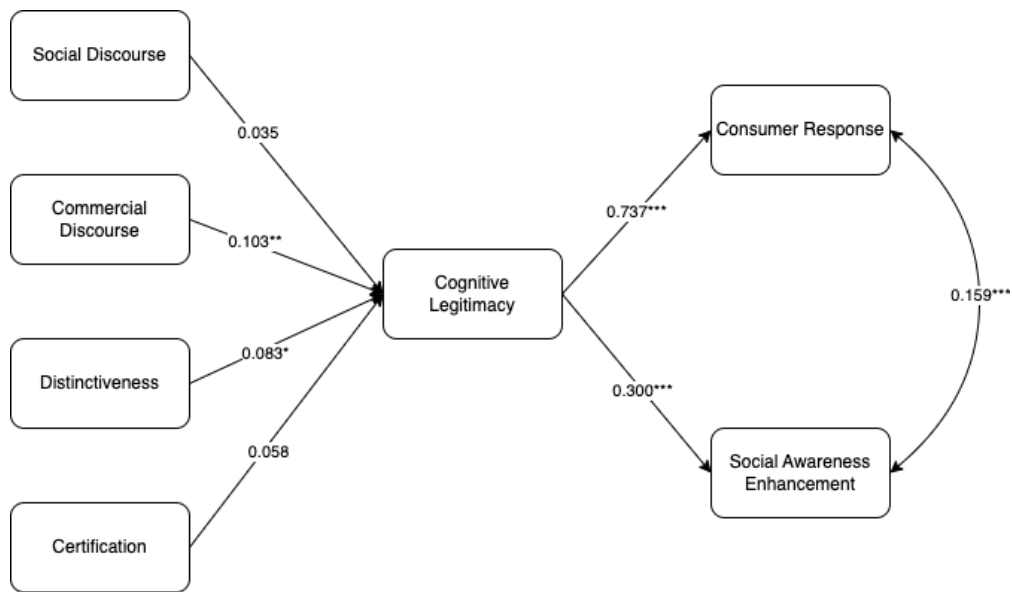 Social Discourse
0.035
Commercial
Discourse
0.103**
Distinctiveness
0.083*
Certification
0.058
Cognitive
Legitimacy
0.737***
0.300***
Consumer Response
0.159***
Social Awareness
Enhancement